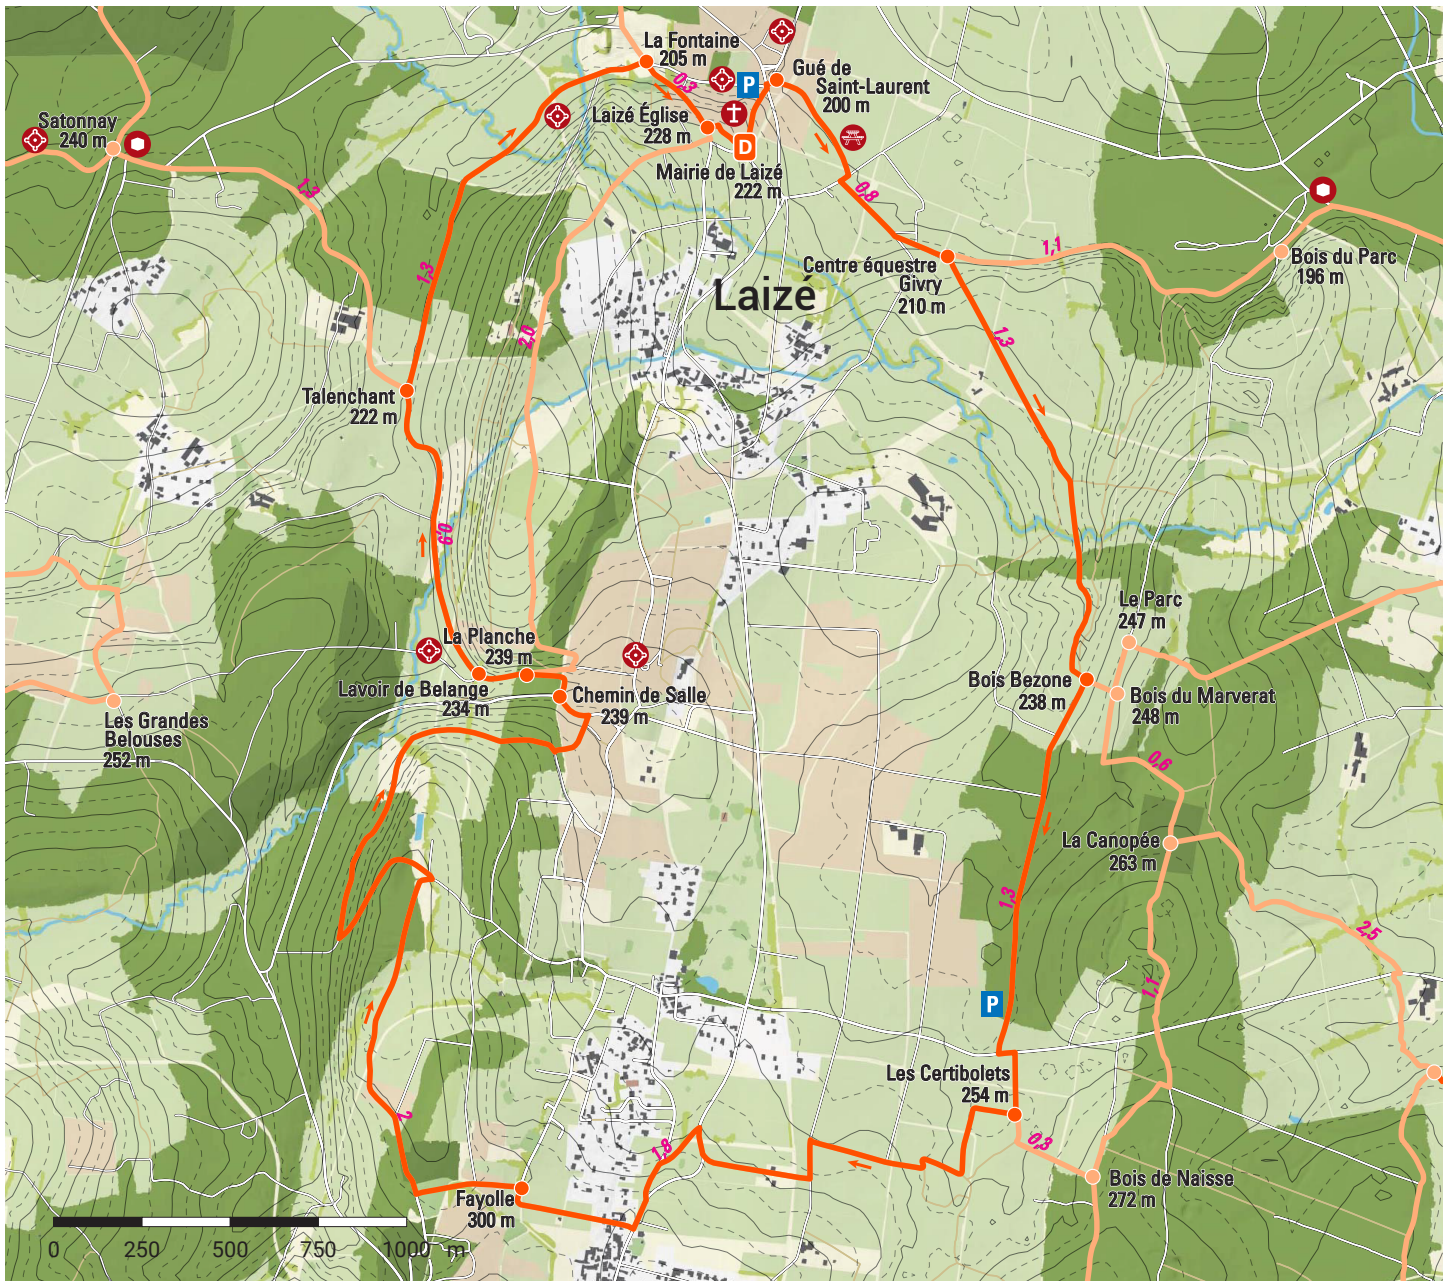 La Fontaine
205 m
0,3
P
Gué de
Saint-Laurent
200 m
Laizé Église
228 m
D
Mairie de Laizé
222 m
Satonnay
240 m
1,3
0,8
1,1
Bois du Parc
196 m
Centre équestre
Givry
210 m
Laizé
1,3
2,0
1,3
Talenchant
222 m
0,9
Le Parc
247 m
La Planche
239 m
Lavoir de Belange
234 m
Chemin de Salle
239 m
Bois Bezone
238 m
Bois du Marverat
248 m
Les Grandes
Belouses
252 m
0,6
La Canopée
263 m
1,3
2,5
1,1
P
Les Certibolets
254 m
2
1,8
0,3
Bois de Naisse
272 m
Fayolle
300 m
0 250 500 750 1000 m